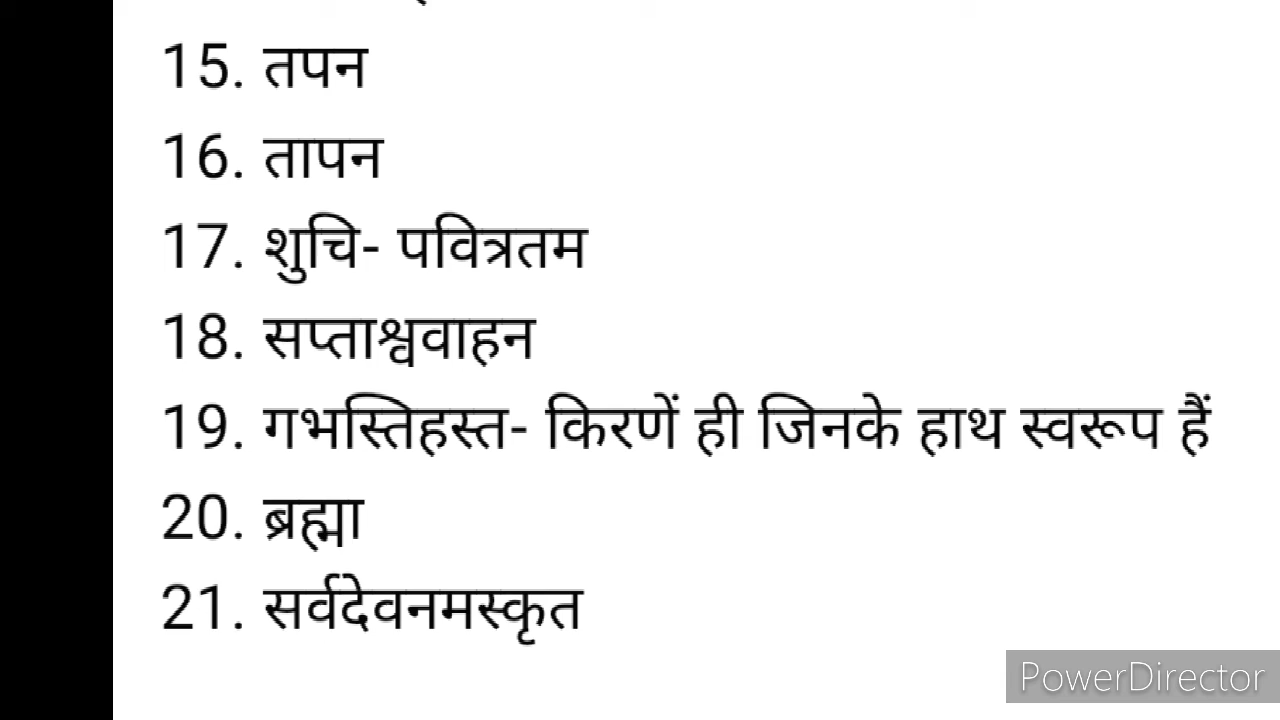 15. तपन
16. तापन
17. शुचि- पवित्रतम
18. सप्ताश्ववाहन
19. गभस्तिहस्त- किरणें ही जिनके हाथ स्वरूप हैं
20. ब्रह्मा
21. सर्वदेवनमस्कृत
PowerDirector